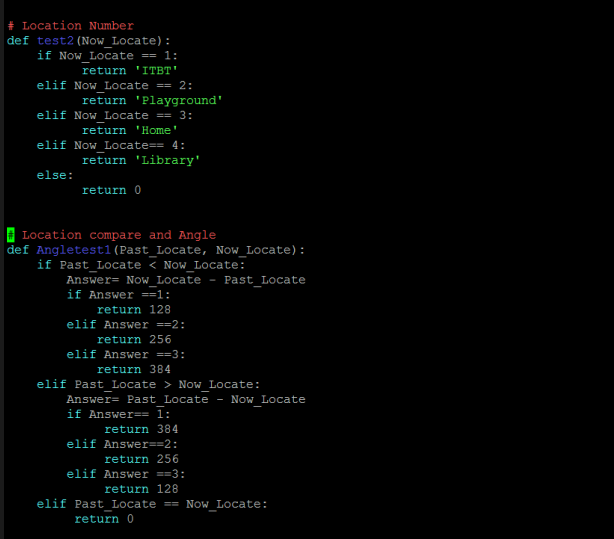 # Location Number
def test2(Now_Locate):
    if Now_Locate == 1:
          return 'ITBT'
    elif Now_Locate == 2:
          return 'Playground'
    elif Now_Locate == 3:
          return 'Home'
    elif Now_Locate== 4:
          return 'Library'
    else:
          return 0
# Location compare and Angle
def Angletest1(Past_Locate, Now_Locate):
    if Past_Locate < Now_Locate:
        Answer= Now_Locate - Past_Locate
        if Answer ==1:
            return 128
        elif Answer ==2:
            return 256
        elif Answer ==3:
            return 384
    elif Past_Locate > Now_Locate:
        Answer= Past_Locate - Now_Locate
        if Answer== 1:
             return 384
        elif Answer==2:
             return 256
        elif Answer ==3:
             return 128
    elif Past_Locate == Now_Locate:
         return 0